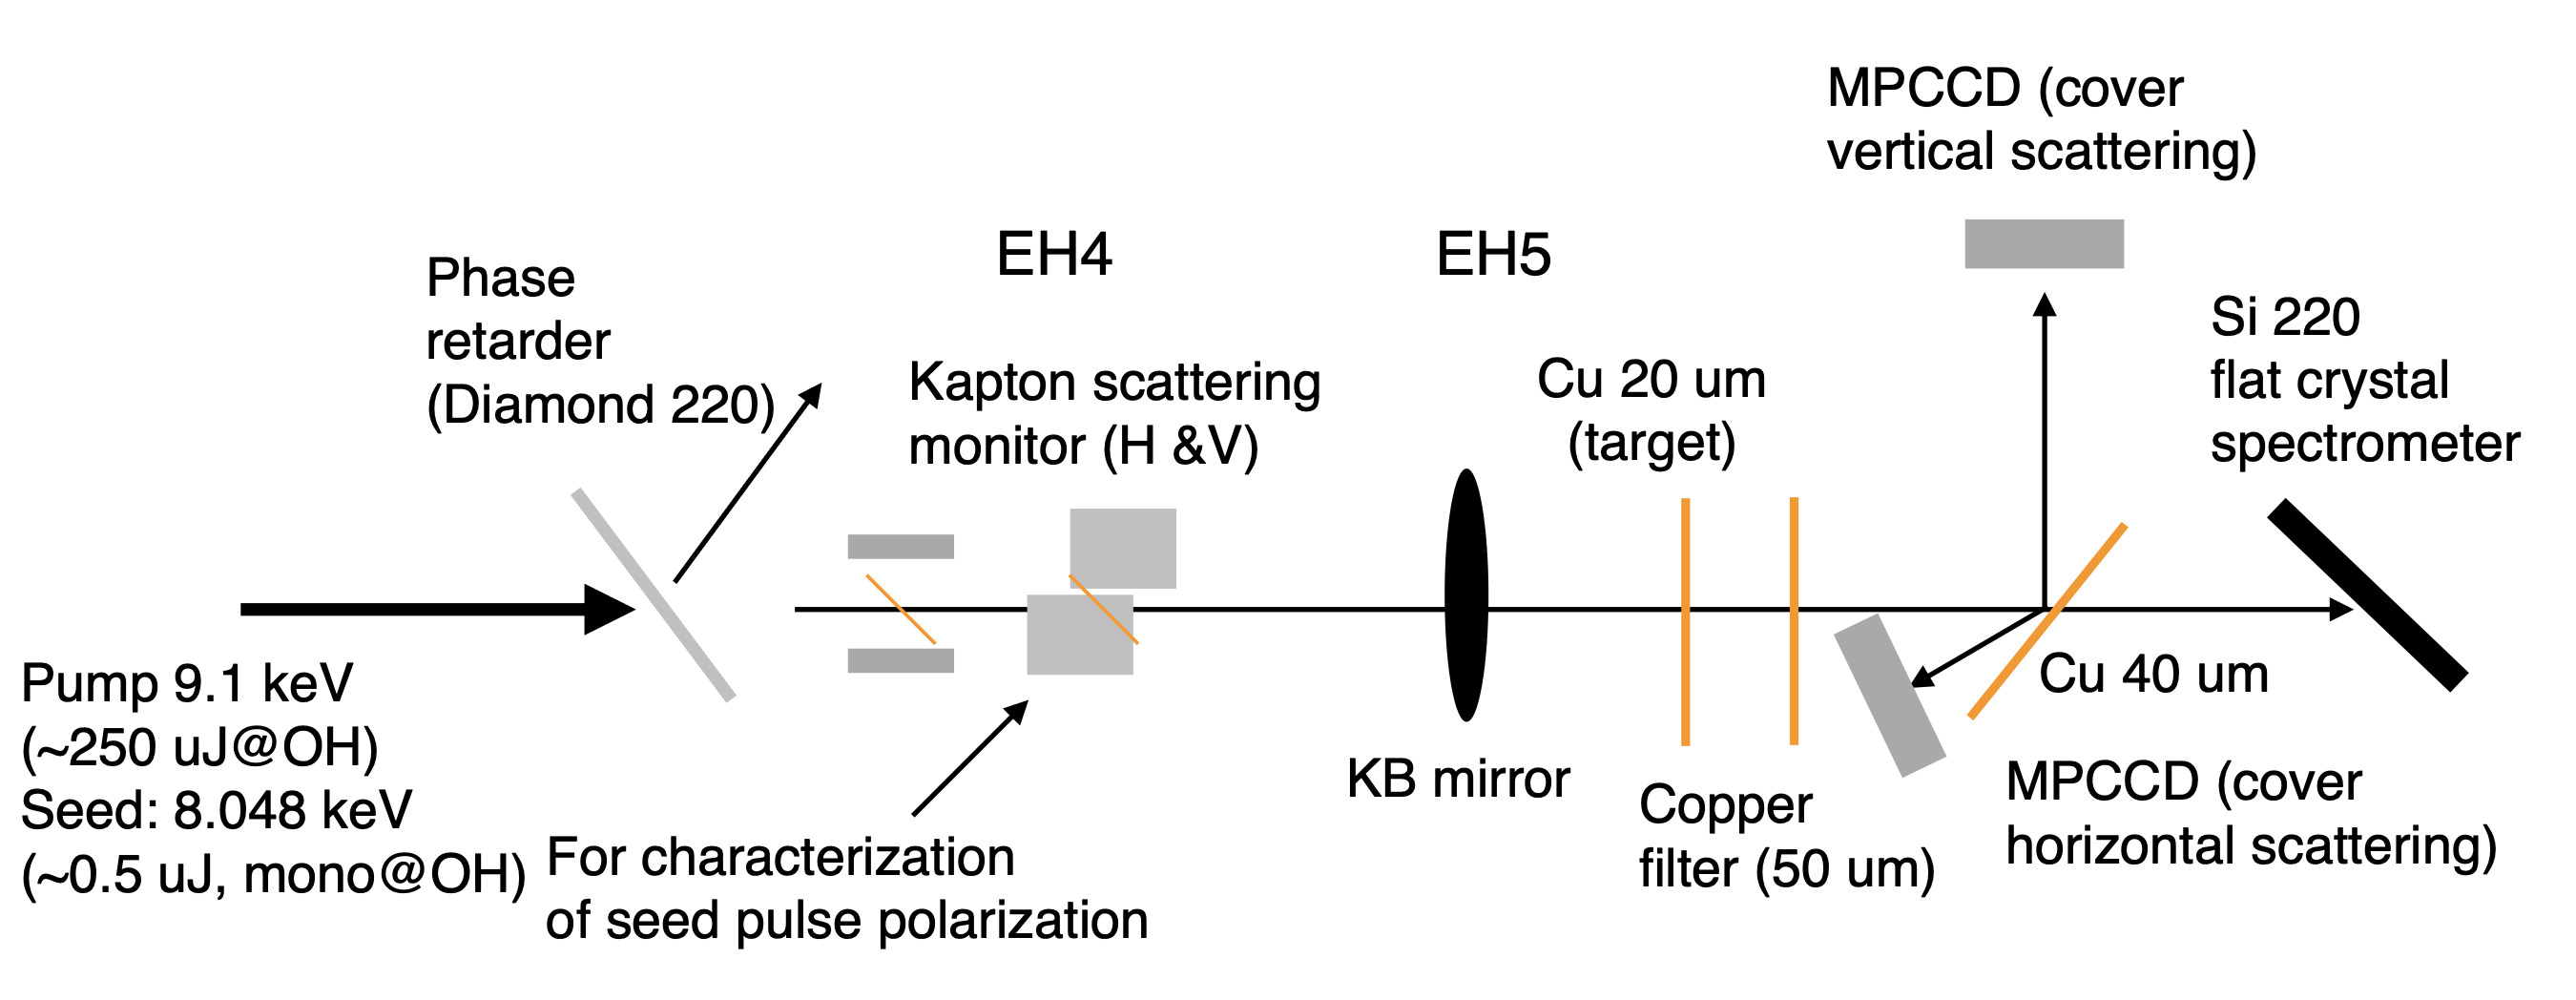 MPCCD (cover
vertical scattering)
EH4
EH5
Phase
retarder
(Diamond 220)
Si 220
flat crystal
spectrometer
Kapton scattering
monitor (H &V)
Cu 20 um
(target)
Pump 9.1 keV
(~250 uJ@OH)
Seed: 8.048 keV
(~0.5 uJ, mono@OH)
For characterization
of seed pulse polarization
KB mirror
Copper
filter (50 um)
Cu 40 um
MPCCD (cover
horizontal scattering)